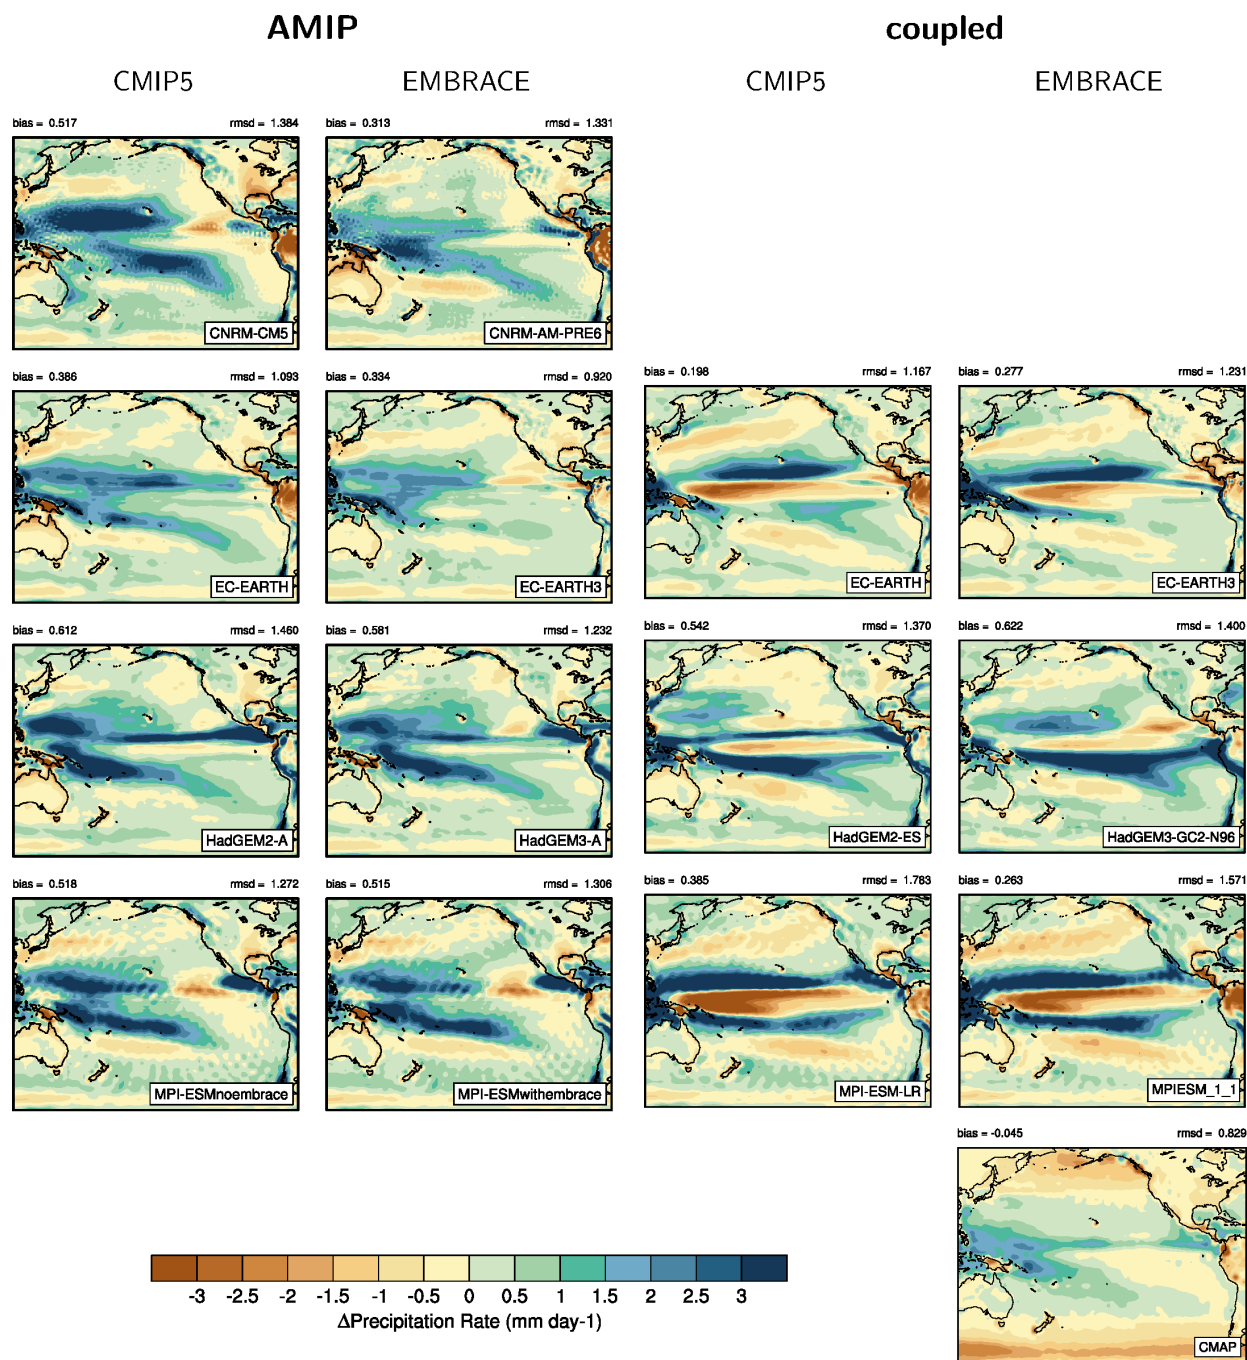 AMIP coupled
CMIP5 EMBRACE CMIP5 EMBRACE
bias = 0.517 rmsd = 1.384 bias = 0.313 rmsd = 1.331
CNRM-CM5 CNRM-AM-PRE6
bias = 0.386 rmsd = 1.093 bias = 0.334 rmsd = 0.920 bias = 0.198 rmsd = 1.167 bias = 0.277 rmsd = 1.231
EC-EARTH EC-EARTH3 EC-EARTH EC-EARTH3
bias = 0.612 rmsd = 1.460 bias = 0.581 rmsd = 1.232 bias = 0.542 rmsd = 1.370 bias = 0.622 rmsd = 1.400
HadGEM2-A HadGEM3-A HadGEM2-ES HadGEM3-GC2-N96
bias = 0.518 rmsd = 1.272 bias = 0.515 rmsd = 1.306 bias = 0.385 rmsd = 1.783 bias = 0.263 rmsd = 1.571
MPI-ESMnoembrace MPI-ESMwithembrace MPI-ESM-LR MPIESM_1_1
bias = -0.045 rmsd = 0.829
CMAP
-3 -2.5 -2 -1.5 -1 -0.5 0 0.5 1 1.5 2 2.5 3
ΔPrecipitation Rate (mm day-1)